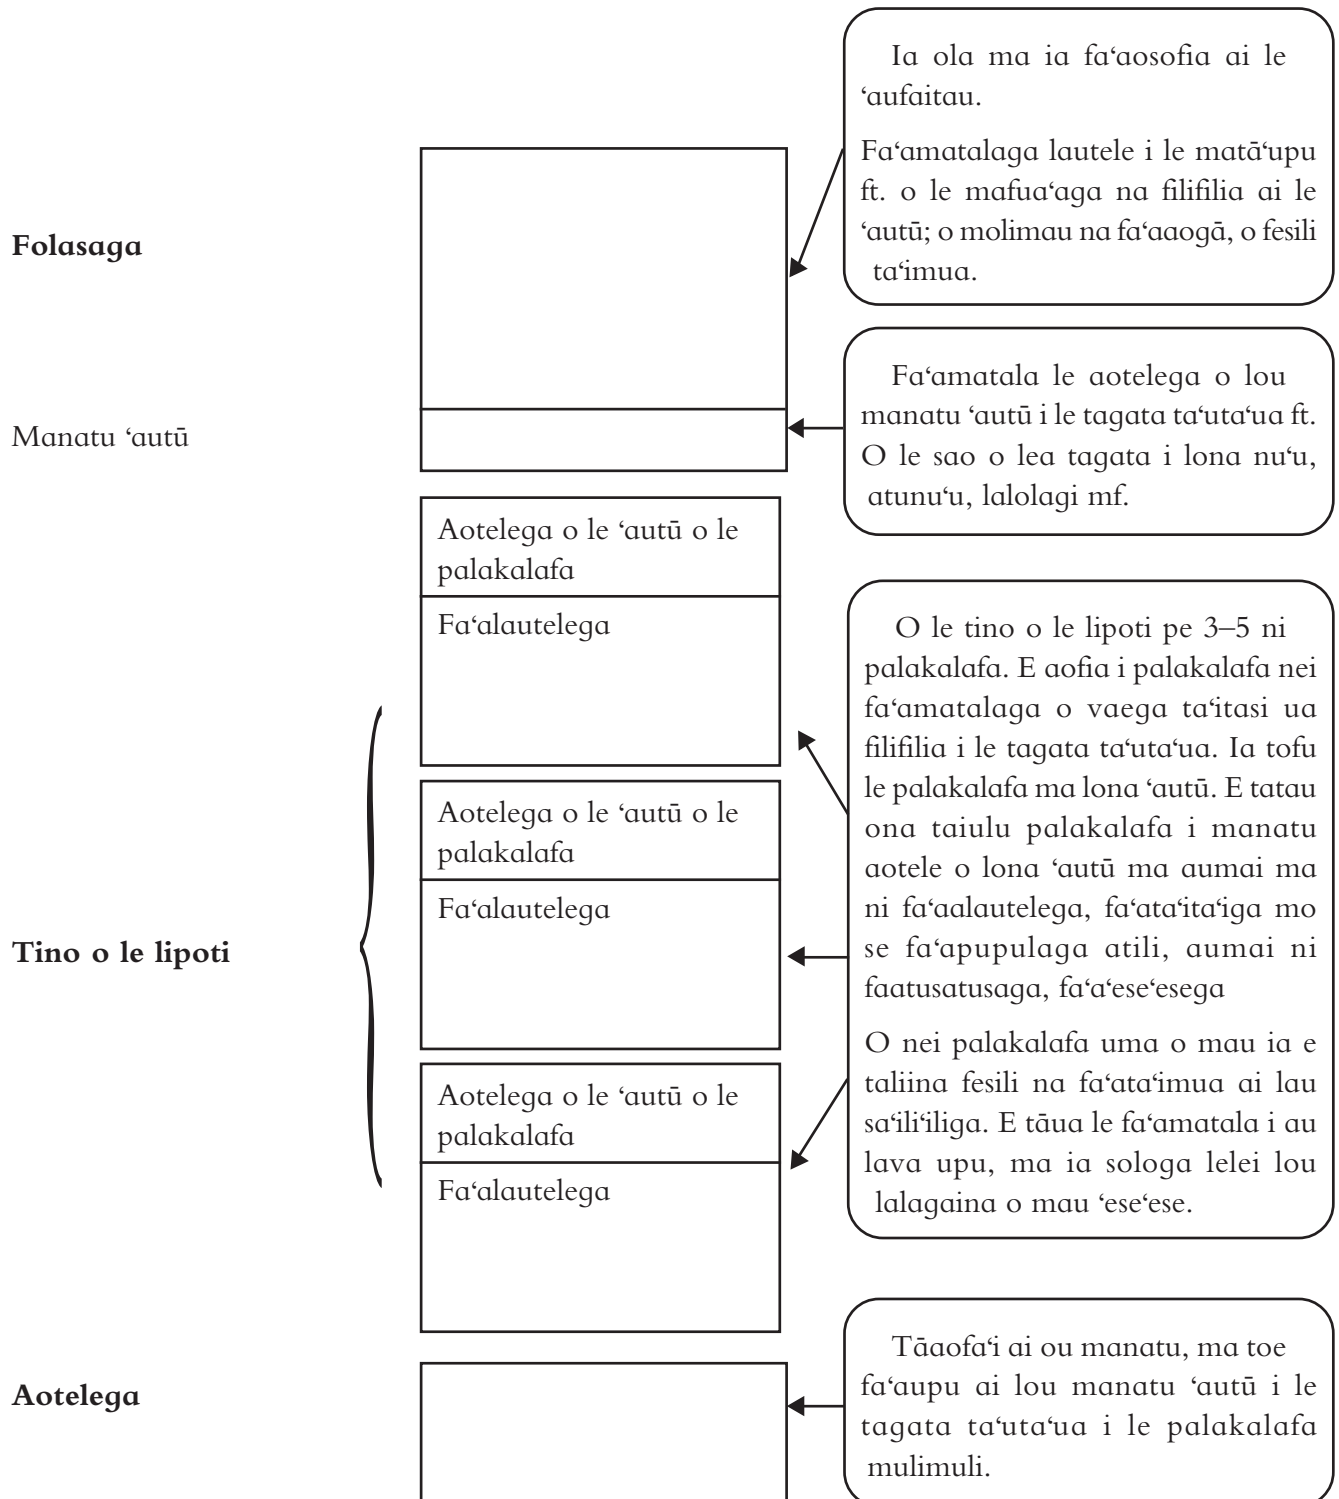 Ia ola ma ia fa‘aosofia ai le
‘aufaitau.
Fa‘amatalaga lautele i le matā‘upu
ft. o le mafua‘aga na filifilia ai le
‘autū; o molimau na fa‘aaogā, o fesili
ta‘imua.
Folasaga
Fa‘amatala le aotelega o lou
manatu ‘autū i le tagata ta‘uta‘ua ft.
O le sao o lea tagata i lona nu‘u,
atunu‘u, lalolagi mf.
Manatu ‘autū
Aotelega o le ‘autū o le
palakalafa
Fa‘alautelega
Aotelega o le ‘autū o le
palakalafa
Fa‘alautelega
Tino o le lipoti
Aotelega o le ‘autū o le
palakalafa
Fa‘alautelega
O le tino o le lipoti pe 3–5 ni
palakalafa. E aofia i palakalafa nei
fa‘amatalaga o vaega ta‘itasi ua
filifilia i le tagata ta‘uta‘ua. Ia tofu
le palakalafa ma lona ‘autū. E tatau
ona taiulu palakalafa i manatu
aotele o lona ‘autū ma aumai ma
ni fa‘aalautelega, fa‘ata‘ita‘iga mo
se fa‘apupulaga atili, aumai ni
faatusatusaga, fa‘a‘ese‘esega
O nei palakalafa uma o mau ia e
taliina fesili na fa‘ata‘imua ai lau
sa‘ili‘iliga. E tāua le fa‘amatala i au
lava upu, ma ia sologa lelei lou
lalagaina o mau ‘ese‘ese.
Aotelega
Tāaofa‘i ai ou manatu, ma toe
fa‘aupu ai lou manatu ‘autū i le
tagata ta‘uta‘ua i le palakalafa
mulimuli.